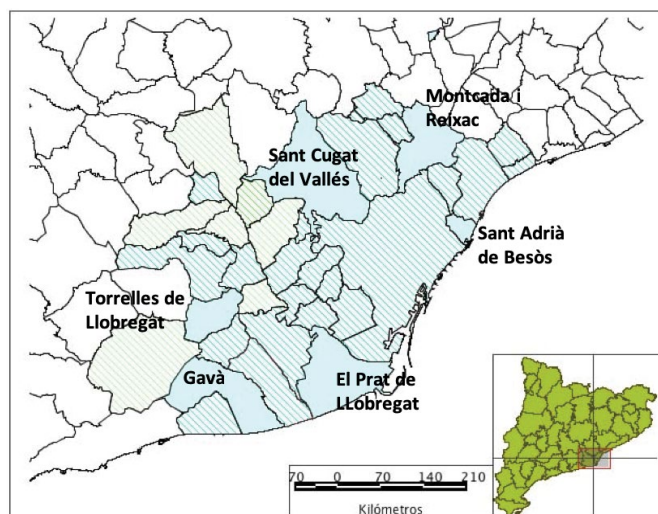 Montcada i
Reixac
Sant Cugat
del Vallés
Sant Adrià
de Besòs
Torrelles de
Llobregat
Gavà
El Prat de
LLobregat
70 0 70 140 210
Kilómetros